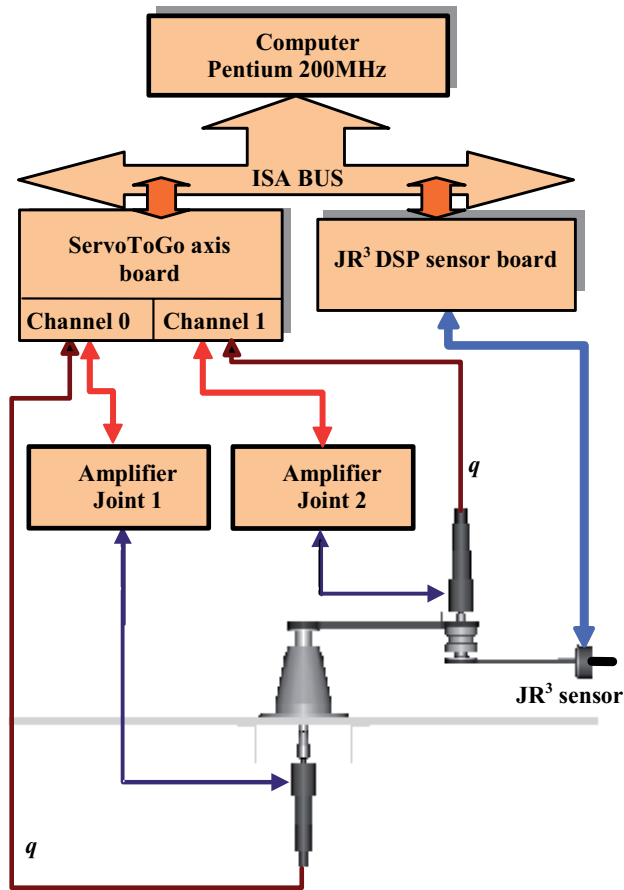 Computer
Pentium 200MHz
ISA BUS
ServoToGo axis
board
JR³ DSP sensor board
Channel 0
Channel 1
Amplifier
Joint 1
Amplifier
Joint 2
q
JR³ sensor
q